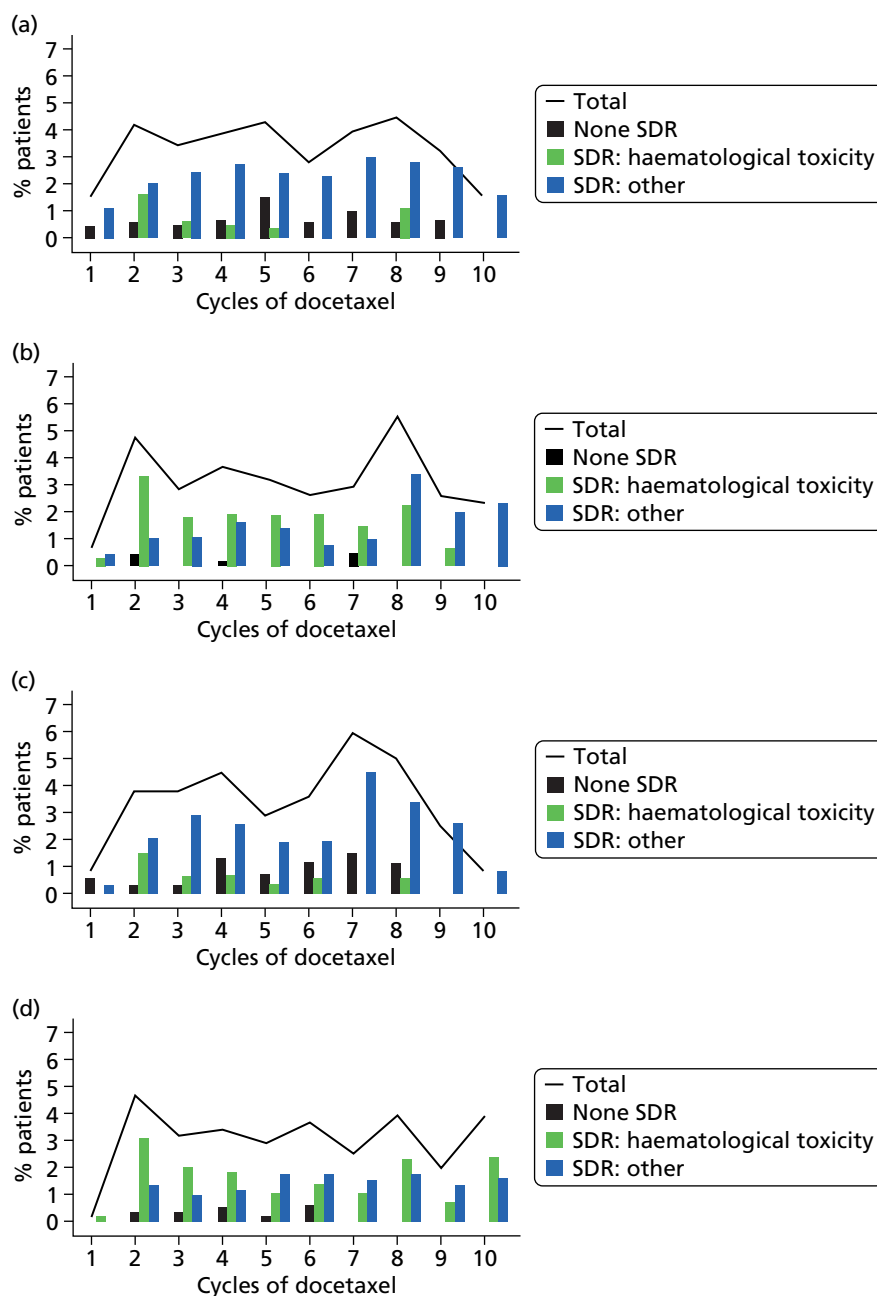 (a)
7
6
5
4
3
2
1
0
% patients
1 2 3 4 5 6 7 8 9 10
Cycles of docetaxel
Total
None SDR
SDR: haematological toxicity
SDR: other
(b)
7
6
5
4
3
2
1
0
% patients
1 2 3 4 5 6 7 8 9 10
Cycles of docetaxel
Total
None SDR
SDR: haematological toxicity
SDR: other
(c)
7
6
5
4
3
2
1
0
% patients
1 2 3 4 5 6 7 8 9 10
Cycles of docetaxel
Total
None SDR
SDR: haematological toxicity
SDR: other
(d)
7
6
5
4
3
2
1
0
% patients
1 2 3 4 5 6 7 8 9 10
Cycles of docetaxel
Total
None SDR
SDR: haematological toxicity
SDR: other